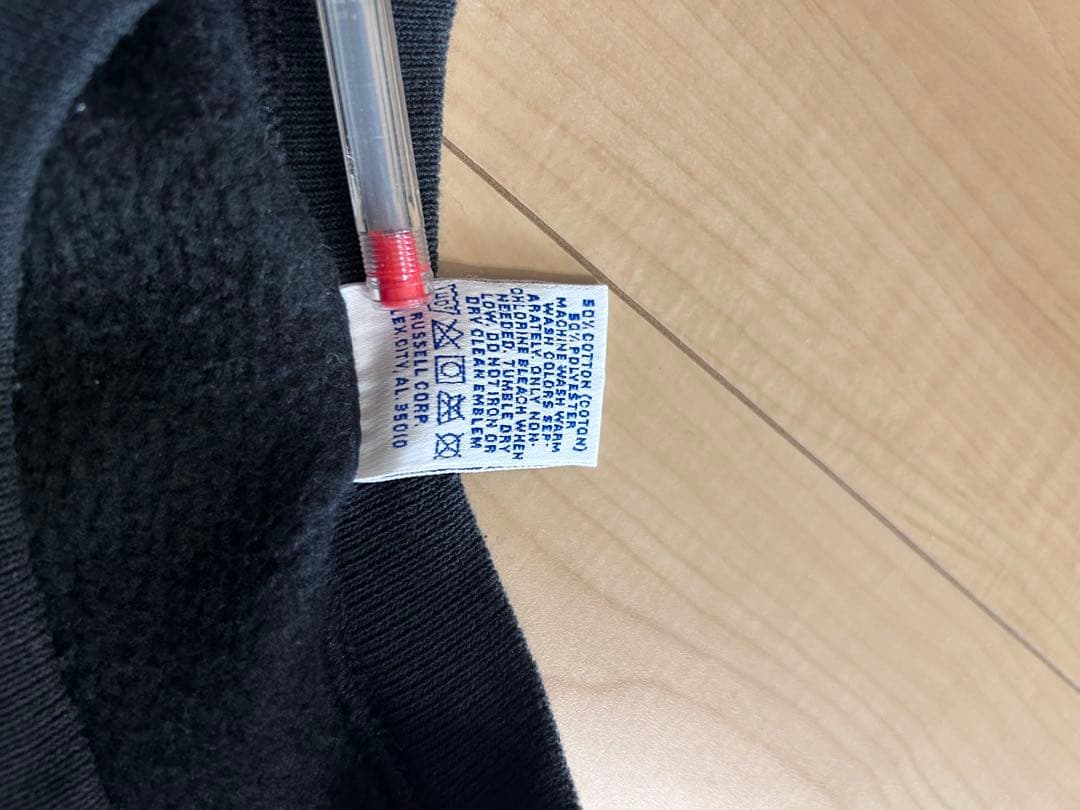 50% COTTON (COTON)
50% POLYESTER
MACHINE WASH WARM
WASH COLORS SEP-
ARATELY. ONLY NON-
CHLORINE BLEACH WHEN
NEEDED. TUMBLE DRY
LOW. DO NOT IRON OR
DRY CLEAN EMBLEM
RUSSELL CORP.
LEX CITY, AL. 35010